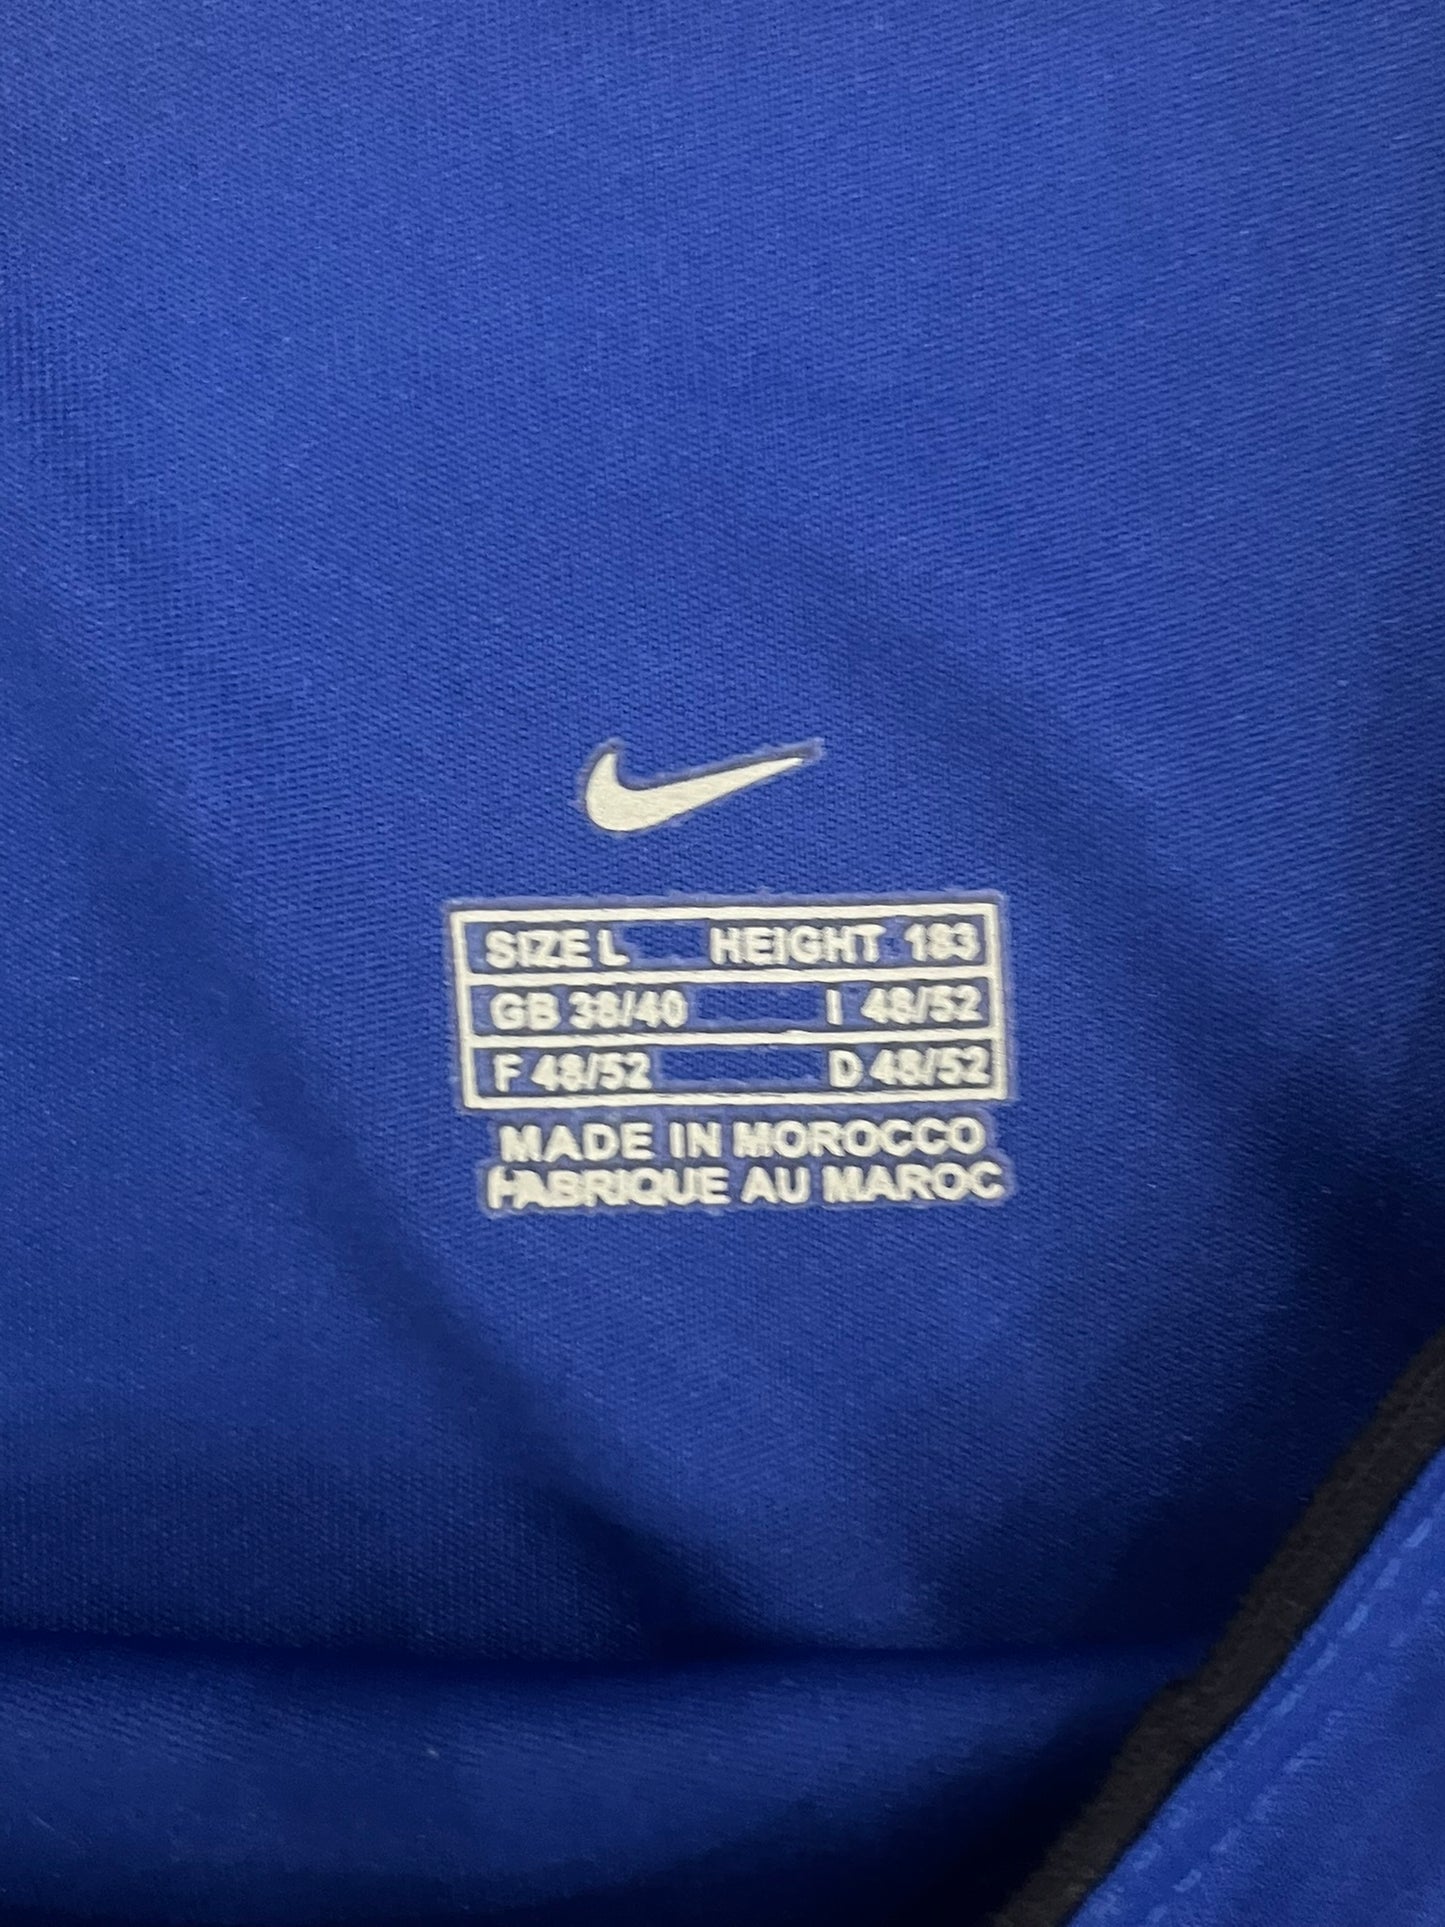 SIZE L HEIGHT 183
GB 38/40 I 48/52
F 48/52 D 48/52
MADE IN MOROCCO
FABRIQUE AU MAROC